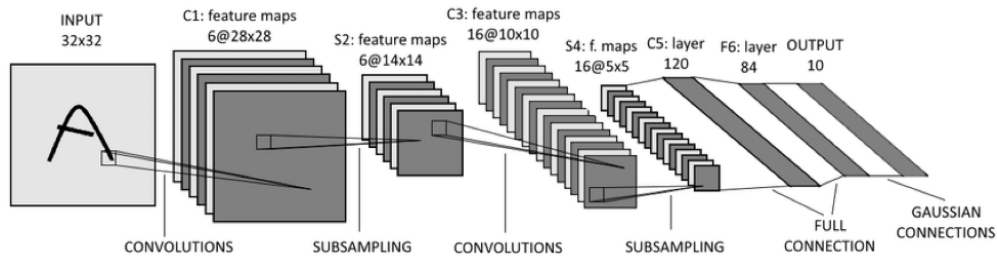 INPUT
32x32
C1: feature maps
6@28x28
S2: feature maps
6@14x14
C3: feature maps
16@10x10
S4: f. maps
16@5x5
C5: layer
120
F6: layer
84
OUTPUT
10
A
CONVOLUTIONS
SUBSAMPLING
CONVOLUTIONS
SUBSAMPLING
FULL
CONNECTION
GAUSSIAN
CONNECTIONS